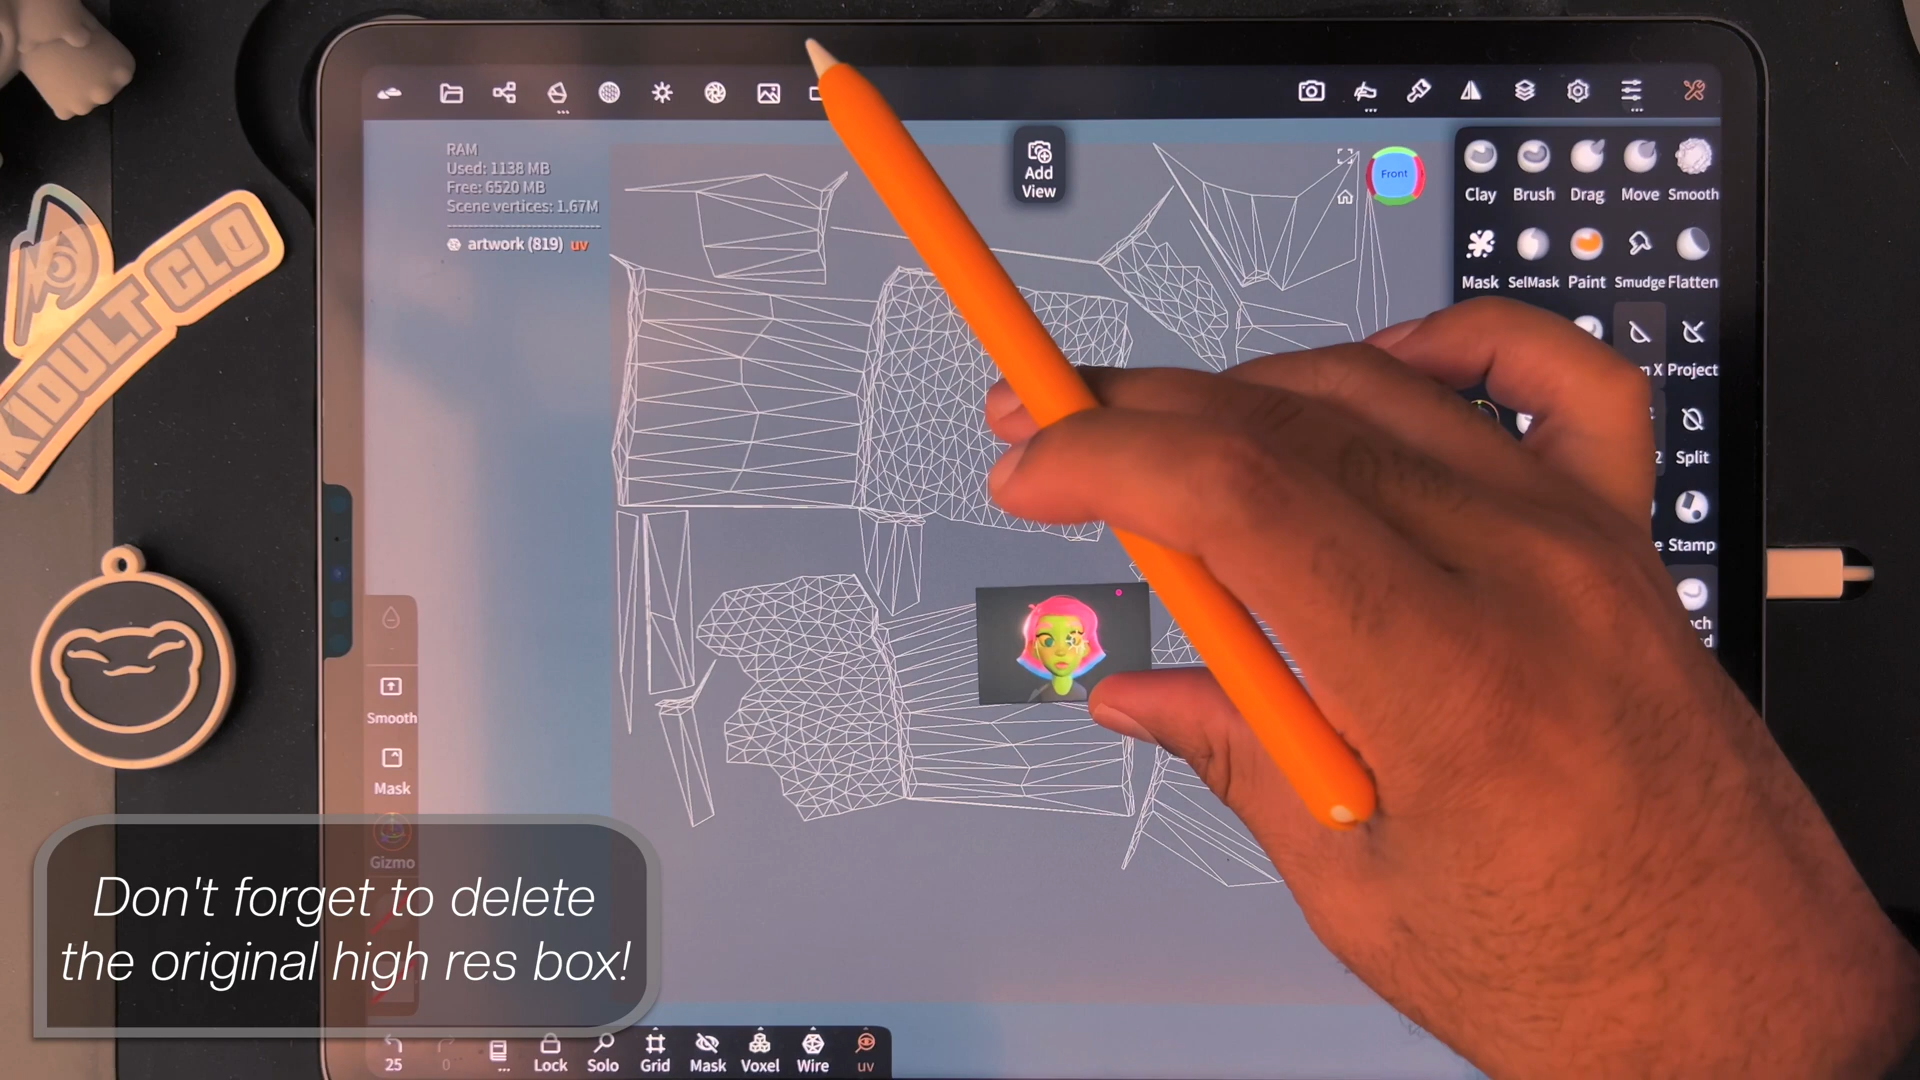 RAM
Used: 1138 MB
Free: 6520 MB
Scene vertices: 1.67M
artwork (819) uv
Add
View
Front
Clay Brush Drag Move Smooth
Mask SelMask Paint Smudge Flatten
X Project
2 Split
Stamp
KIDULT CLO
Smooth
Mask
Gizmo
Don't forget to delete
the original high res box!
25 0 ... Lock Solo Grid Mask Voxel Wire uv